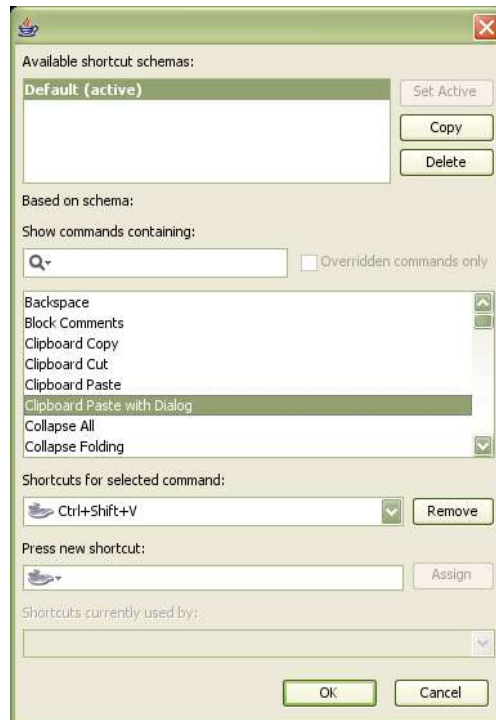 Available shortcut schemas:
Default (active)
Set Active
Copy
Delete
Based on schema:
Show commands containing:
Overridden commands only
Backspace
Block Comments
Clipboard Copy
Clipboard Cut
Clipboard Paste
Clipboard Paste with Dialog
Collapse All
Collapse Folding
Shortcuts for selected command:
Ctrl+Shift+V
Remove
Press new shortcut:
Assign
Shortcuts currently used by:
OK
Cancel